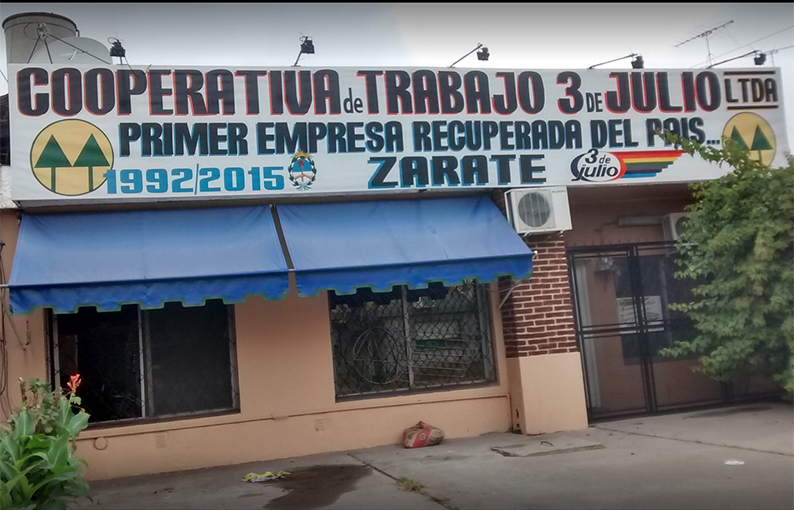 COOPERATIVA de TRABAJO 3 DE JULIO LTDA
PRIMER EMPRESA RECUPERADA DEL PAIS...
1992/2015 ZARATE 3 de julio